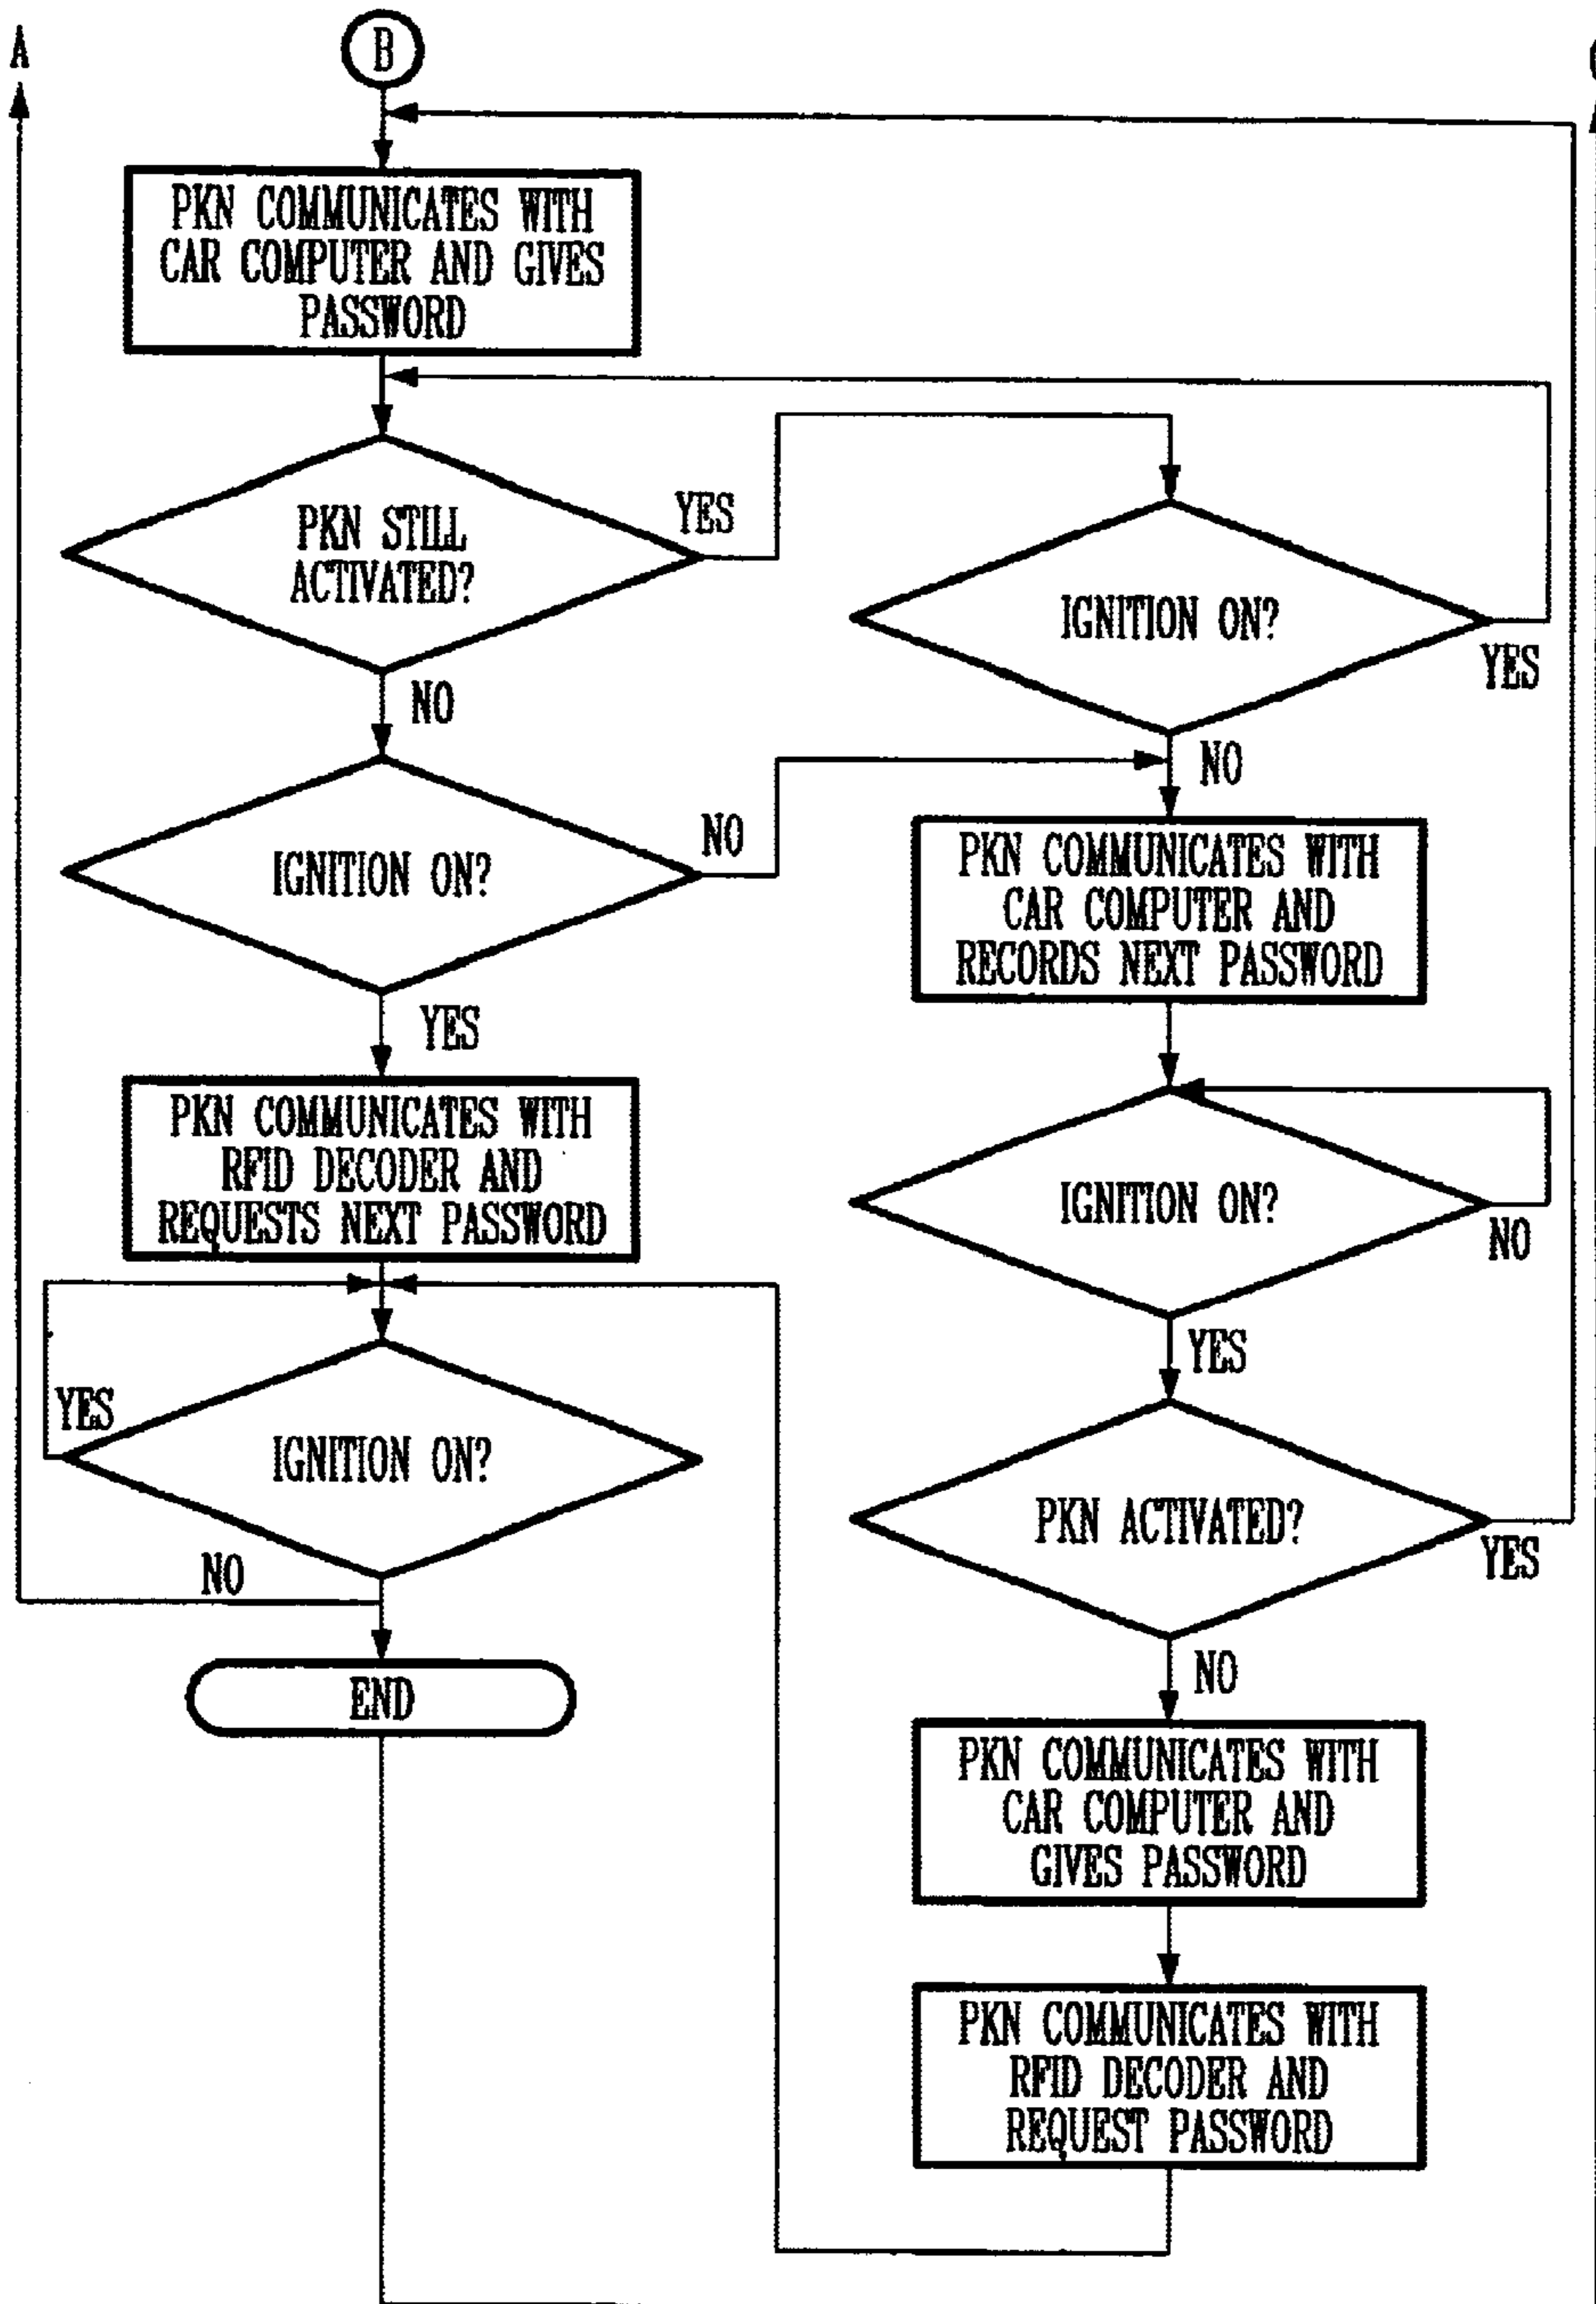 A
B
PKN COMMUNICATES WITH
CAR COMPUTER AND GIVES
PASSWORD
PKN STILL
ACTIVATED?
YES
IGNITION ON?
YES
NO
NO
IGNITION ON?
NO
PKN COMMUNICATES WITH
CAR COMPUTER AND
RECORDS NEXT PASSWORD
YES
PKN COMMUNICATES WITH
RFID DECODER AND
REQUESTS NEXT PASSWORD
IGNITION ON?
NO
YES
YES
IGNITION ON?
NO
PKN ACTIVATED?
YES
END
NO
PKN COMMUNICATES WITH
CAR COMPUTER AND
GIVES PASSWORD
PKN COMMUNICATES WITH
RFID DECODER AND
REQUEST PASSWORD